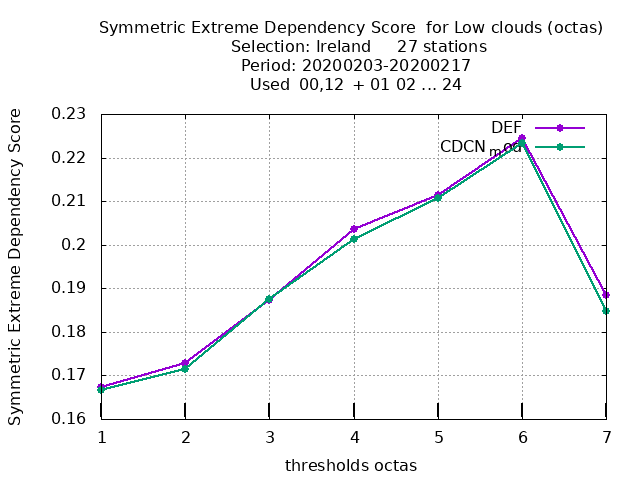 Symmetric Extreme Dependency Score for Low clouds (octas)
Selection: Ireland 27 stations
Period: 20200203-20200217
Used 00,12 + 01 02 ... 24
Symmetric Extreme Dependency Score
0.23
0.22
0.21
0.2
0.19
0.18
0.17
0.16
DEF
CDCNmod
1 2 3 4 5 6 7
thresholds octas